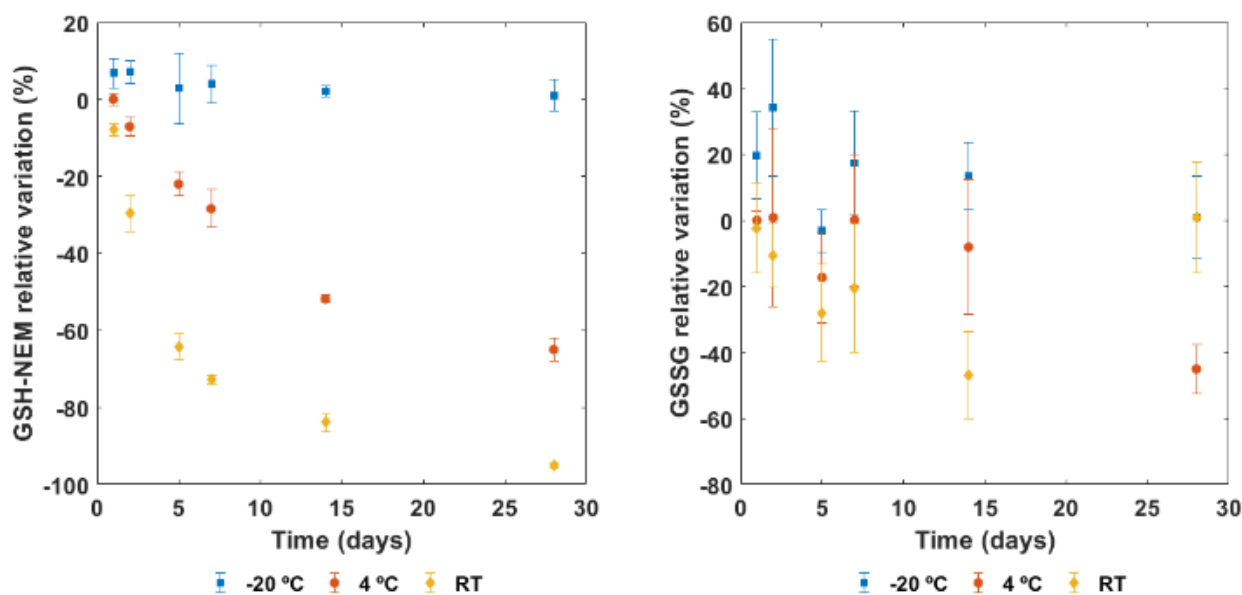 GSH-NEM relative variation (%)
20
0
-20
-40
-60
-80
-100
0 5 10 15 20 25 30
Time (days)
-20 ºC 4 ºC RT
GSSG relative variation (%)
60
40
20
0
-20
-40
-60
-80
0 5 10 15 20 25 30
Time (days)
-20 ºC 4 ºC RT